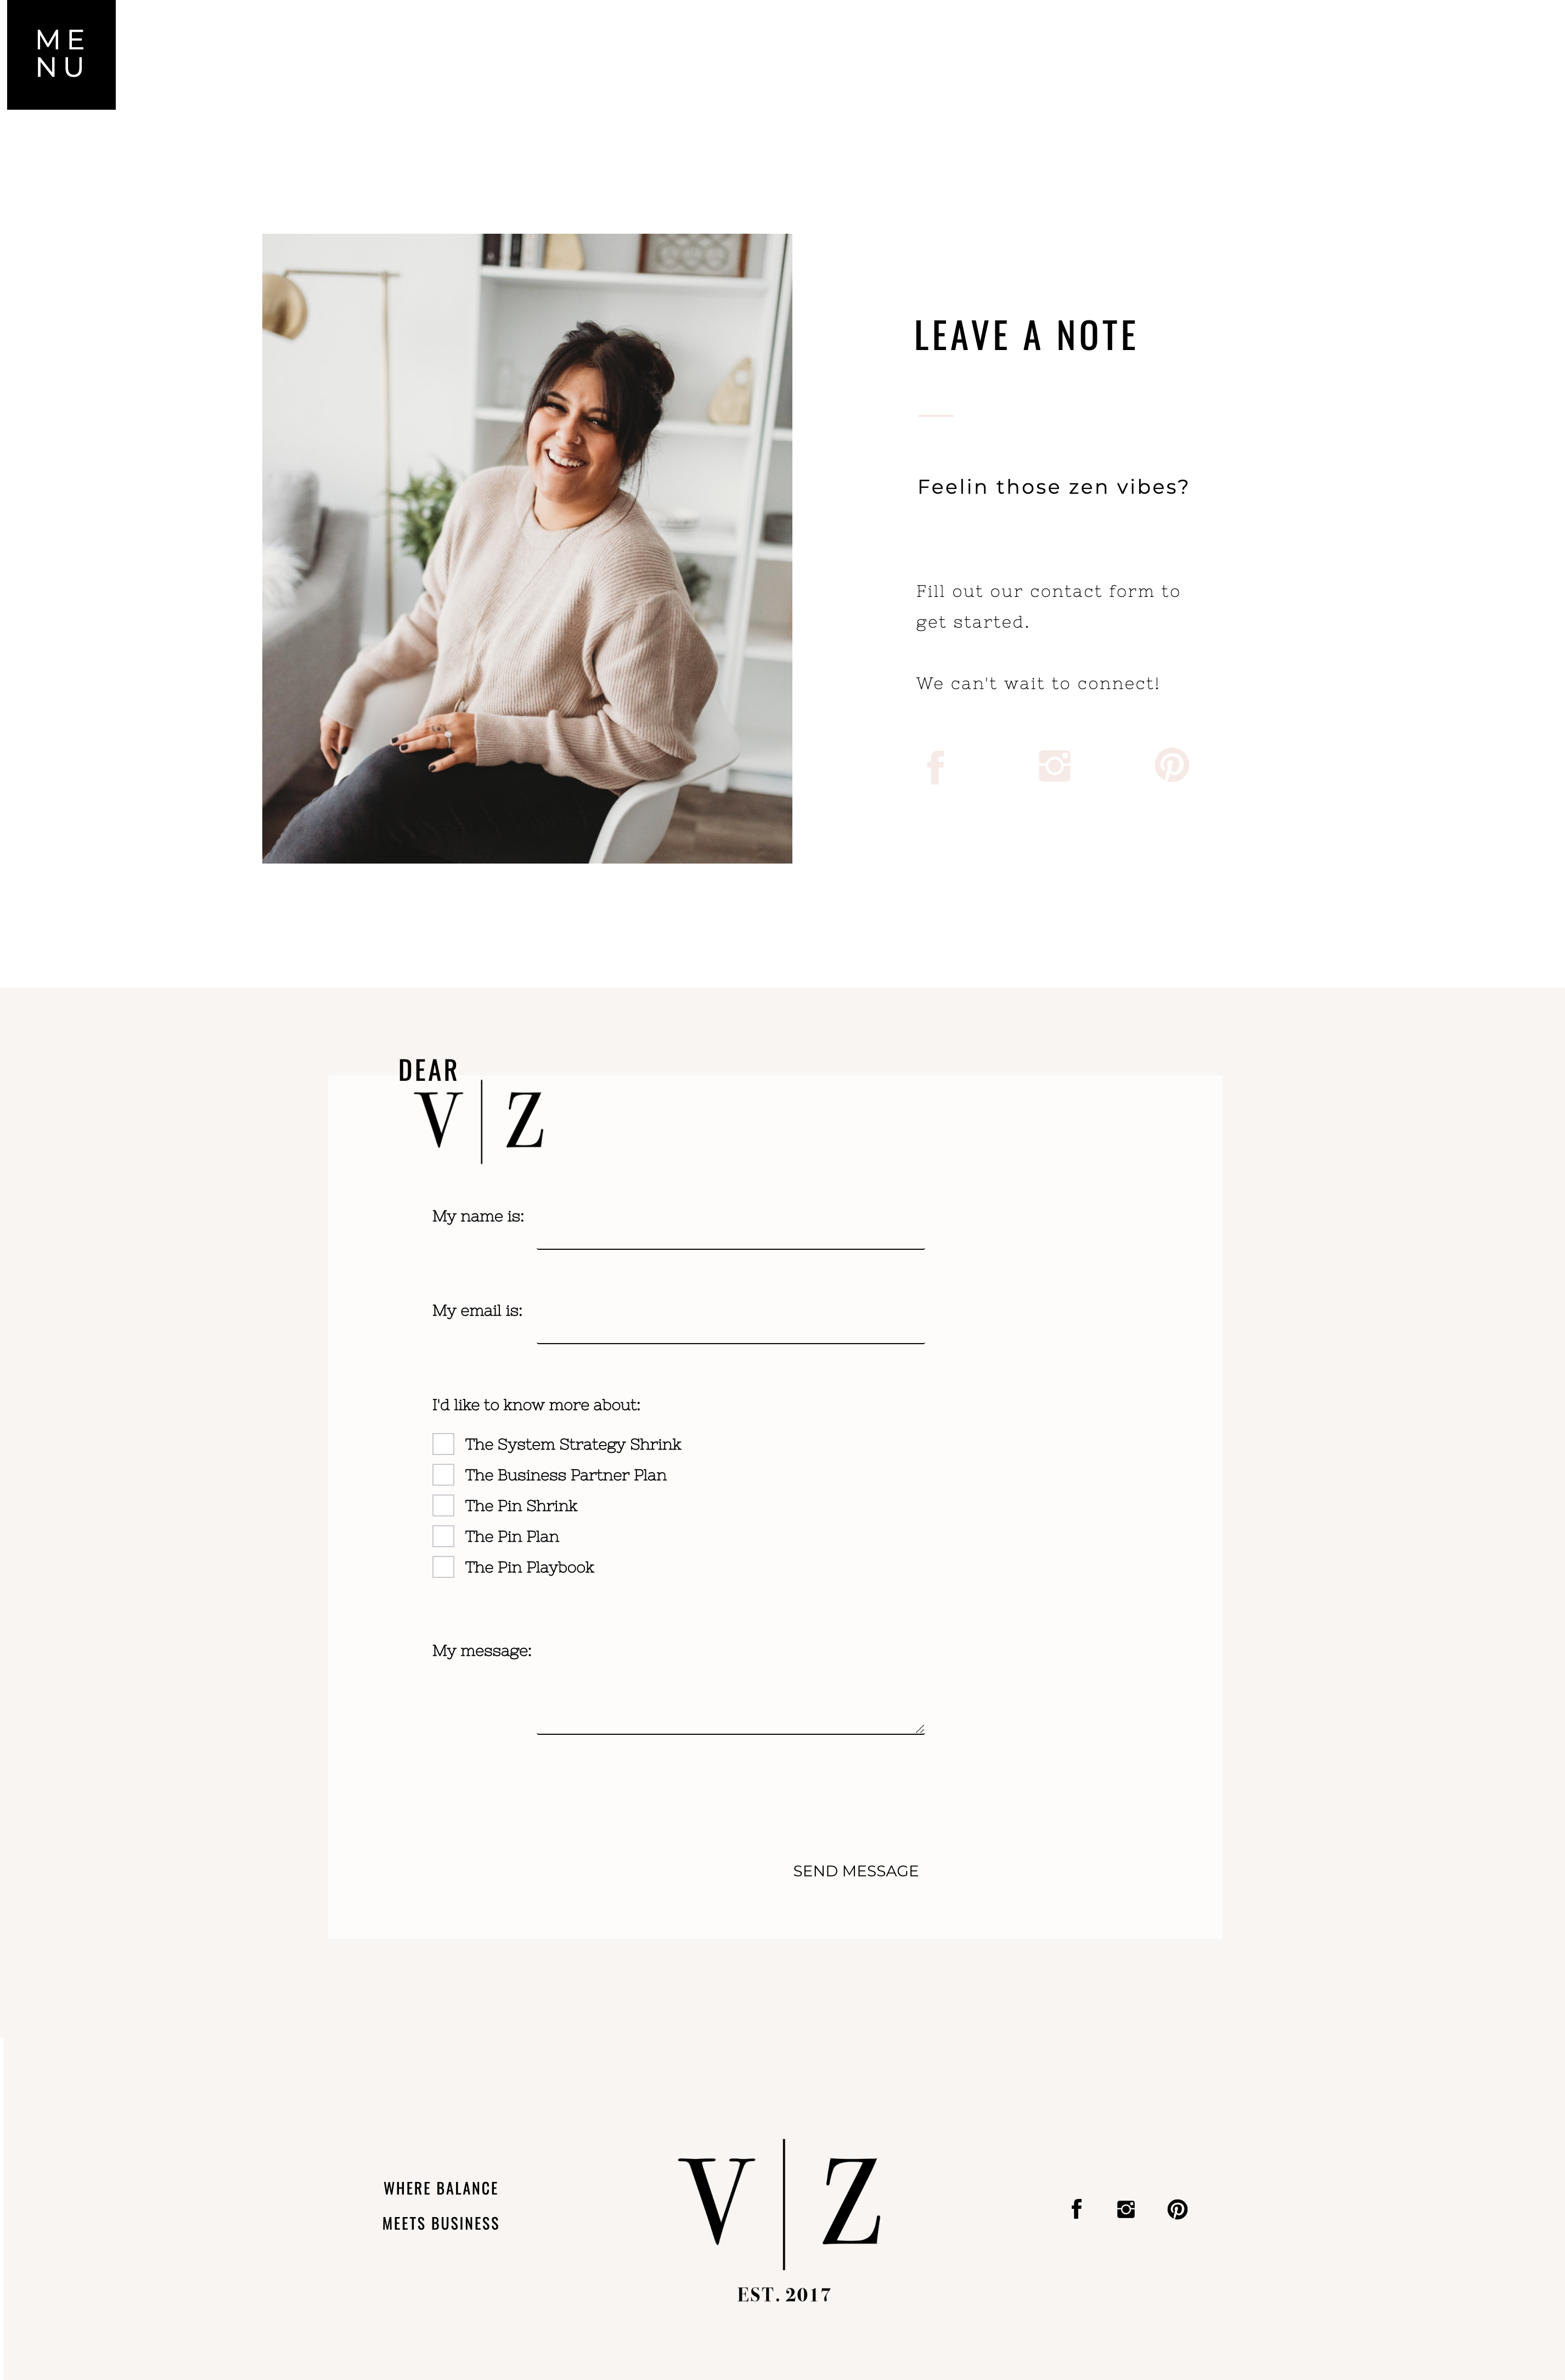 ME
NU
LEAVE A NOTE
Feelin those zen vibes?
Fill out our contact form to
get started.
We can't wait to connect!
DEAR
V Z
My name is:
My email is:
I'd like to know more about:
The System Strategy Shrink
The Business Partner Plan
The Pin Shrink
The Pin Plan
The Pin Playbook
My message:
SEND MESSAGE
WHERE BALANCE
MEETS BUSINESS
V Z
EST. 2017